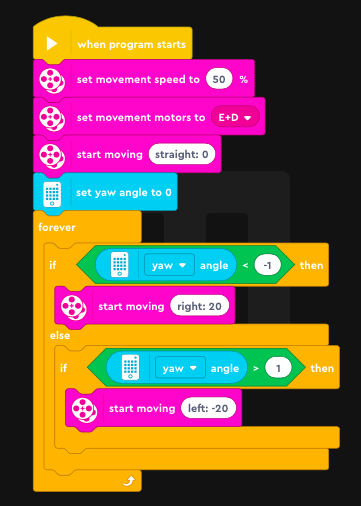 when program starts
set movement speed to 50 %
set movement motors to E+D
start moving straight: 0
set yaw angle to 0
forever
if yaw angle < -1 then
start moving right: 20
else
if yaw angle > 1 then
start moving left: -20